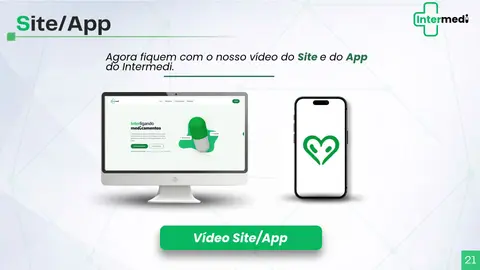 Site/App
Intermedi
Agora fiquem com o nosso vídeo do Site e do App
do Intermedi.
Interligando
medicamentos
Vídeo Site/App
21